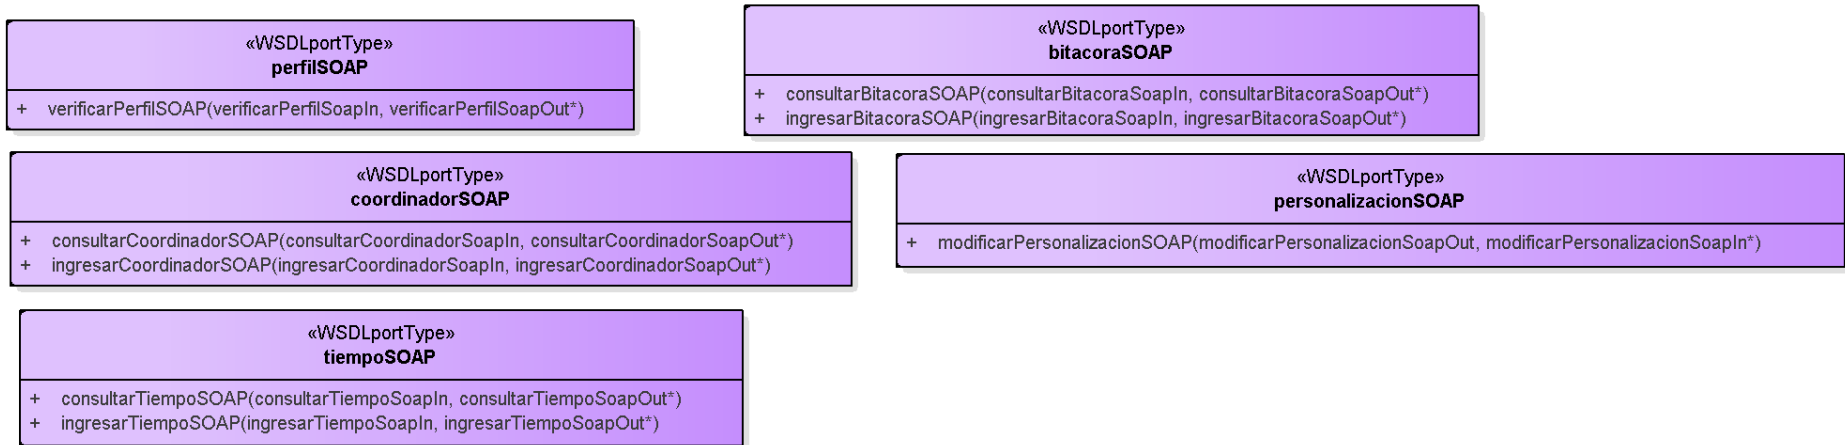 «WSDLportType»
perfilSOAP
+ verificarPerfilSOAP(verificarPerfilSoapIn, verificarPerfilSoapOut*)
«WSDLportType»
bitacoraSOAP
+ consultarBitacoraSOAP(consultarBitacoraSoapIn, consultarBitacoraSoapOut*)
+ ingresarBitacoraSOAP(ingresarBitacoraSoapIn, ingresarBitacoraSoapOut*)
«WSDLportType»
coordinadorSOAP
+ consultarCoordinadorSOAP(consultarCoordinadorSoapIn, consultarCoordinadorSoapOut*)
+ ingresarCoordinadorSOAP(ingresarCoordinadorSoapIn, ingresarCoordinadorSoapOut*)
«WSDLportType»
personalizacionSOAP
+ modificarPersonalizacionSOAP(modificarPersonalizacionSoapOut, modificarPersonalizacionSoapIn*)
«WSDLportType»
tiempoSOAP
+ consultarTiempoSOAP(consultarTiempoSoapIn, consultarTiempoSoapOut*)
+ ingresarTiempoSOAP(ingresarTiempoSoapIn, ingresarTiempoSoapOut*)